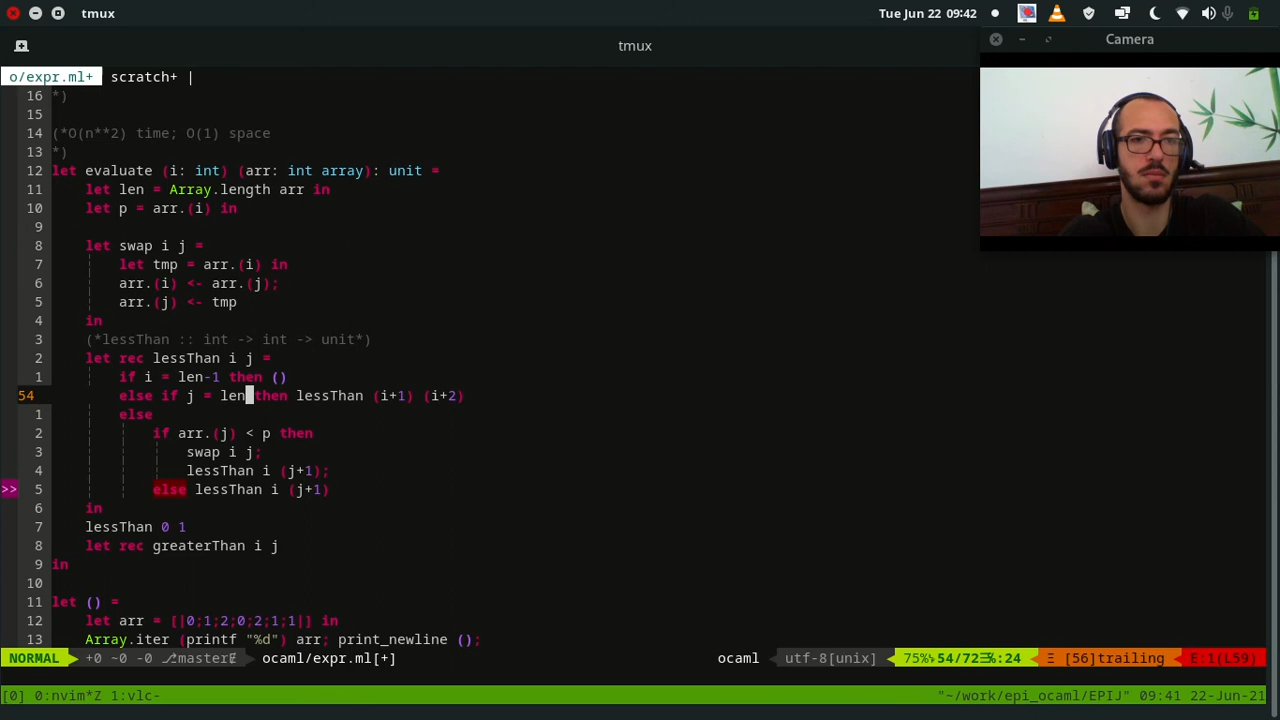 tmux
Tue Jun 22 09:42
tmux
Camera
o/expr.ml+ scratch+ |
16 *)
15
14 (*O(n**2) time; O(1) space
13 *)
12 let evaluate (i: int) (arr: int array): unit =
11 let len = Array.length arr in
10 let p = arr.(i) in
9
8 let swap i j =
7 let tmp = arr.(i) in
6 arr.(i) <- arr.(j);
5 arr.(j) <- tmp
4 in
3 (*lessThan :: int -> int -> unit*)
2 let rec lessThan i j =
1 if i = len-1 then ()
54 else if j = len then lessThan (i+1) (i+2)
1 else
2 if arr.(j) < p then
3 swap i j;
4 lessThan i (j+1);
>> 5 else lessThan i (j+1)
6 in
7 lessThan 0 1
8 let rec greaterThan i j
9 in
10
11 let () =
12 let arr = [|0;1;2;0;2;1;1|] in
13 Array.iter (printf "%d") arr; print_newline ();
NORMAL +0 ~0 -0 master ocaml/expr.ml[+] ocaml utf-8[unix] 75% 54/72 :24 Ξ [56]trailing E:1(L59)
[0] 0:nvim*Z 1:vlc- "~/work/epi_ocaml/EPIJ" 09:41 22-Jun-21